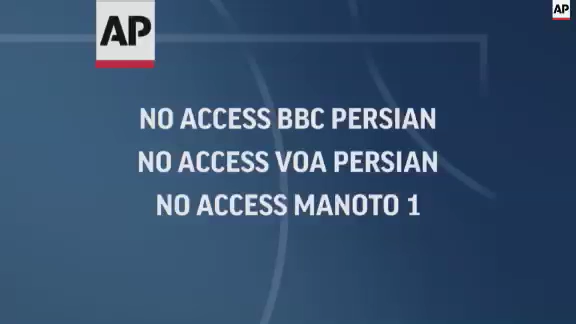 AP
AP
NO ACCESS BBC PERSIAN
NO ACCESS VOA PERSIAN
NO ACCESS MANOTO 1